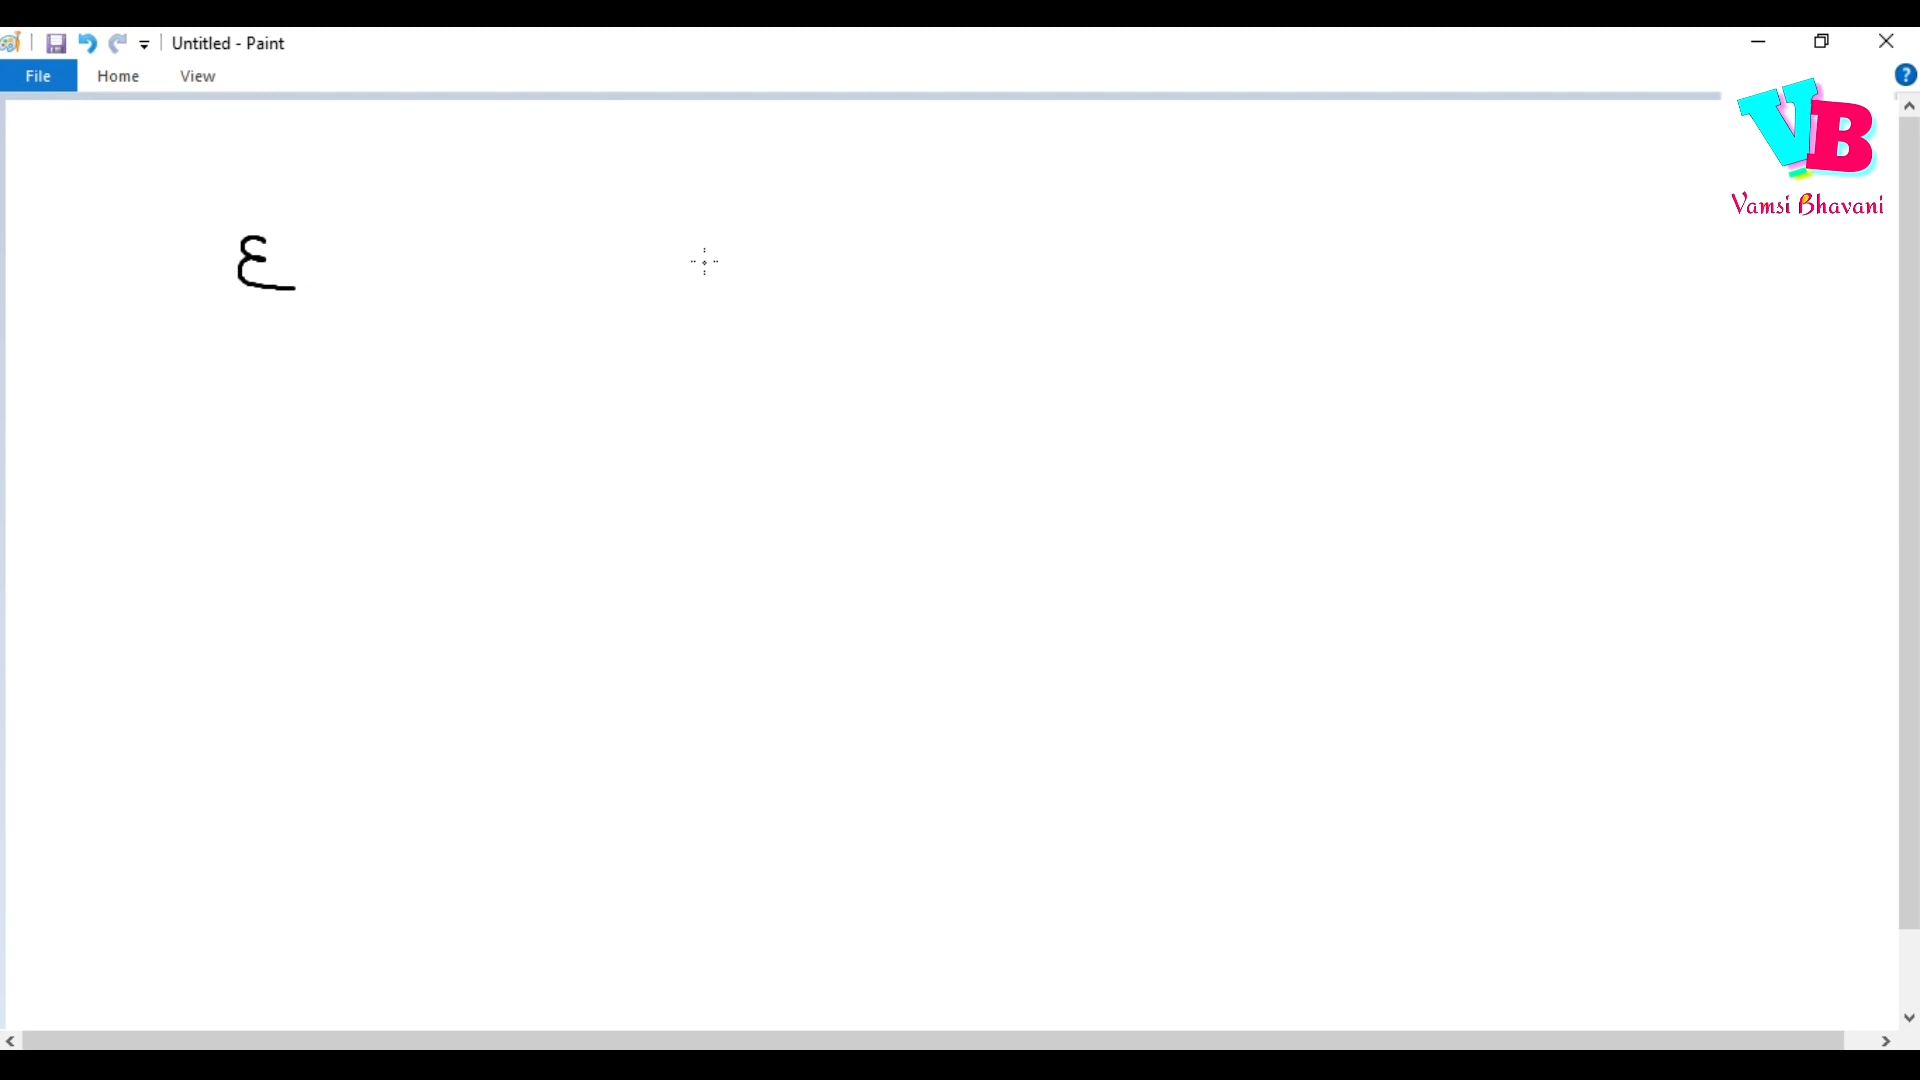 Untitled - Paint
File Home View
VB
Vamsi Bhavani
ε